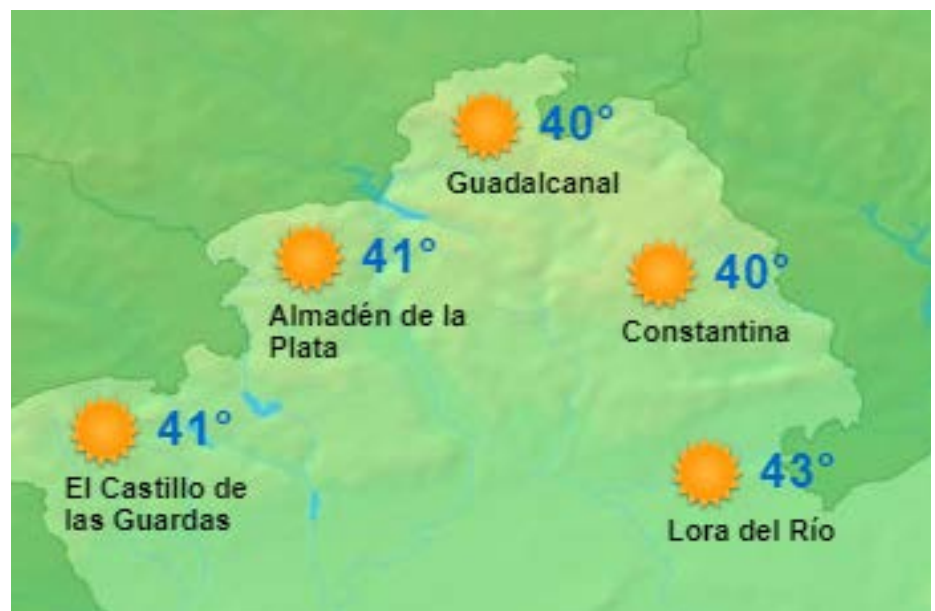 40°
Guadalcanal
41°
Almadén de la
Plata
40°
Constantina
41°
El Castillo de
las Guardas
43°
Lora del Río